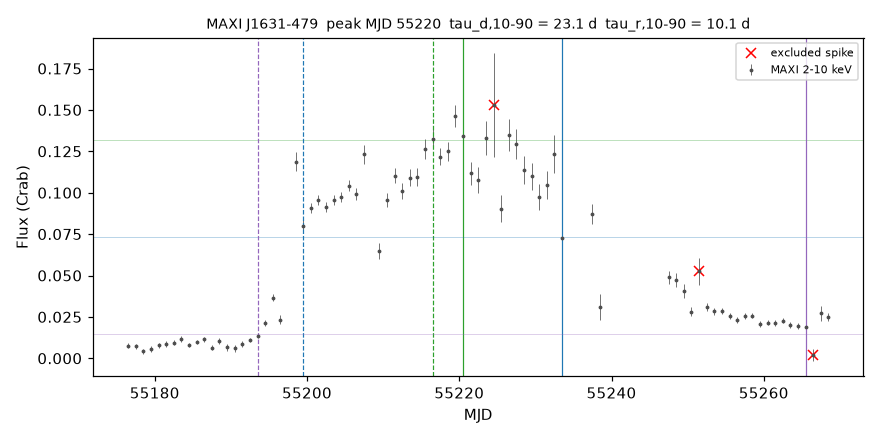 MAXI J1631-479  peak MJD 55220  tau_d,10-90 = 23.1 d  tau_r,10-90 = 10.1 d
excluded spike
MAXI 2-10 keV
Flux (Crab)
0.175
0.150
0.125
0.100
0.075
0.050
0.025
0.000
55180
55200
55220
55240
55260
MJD